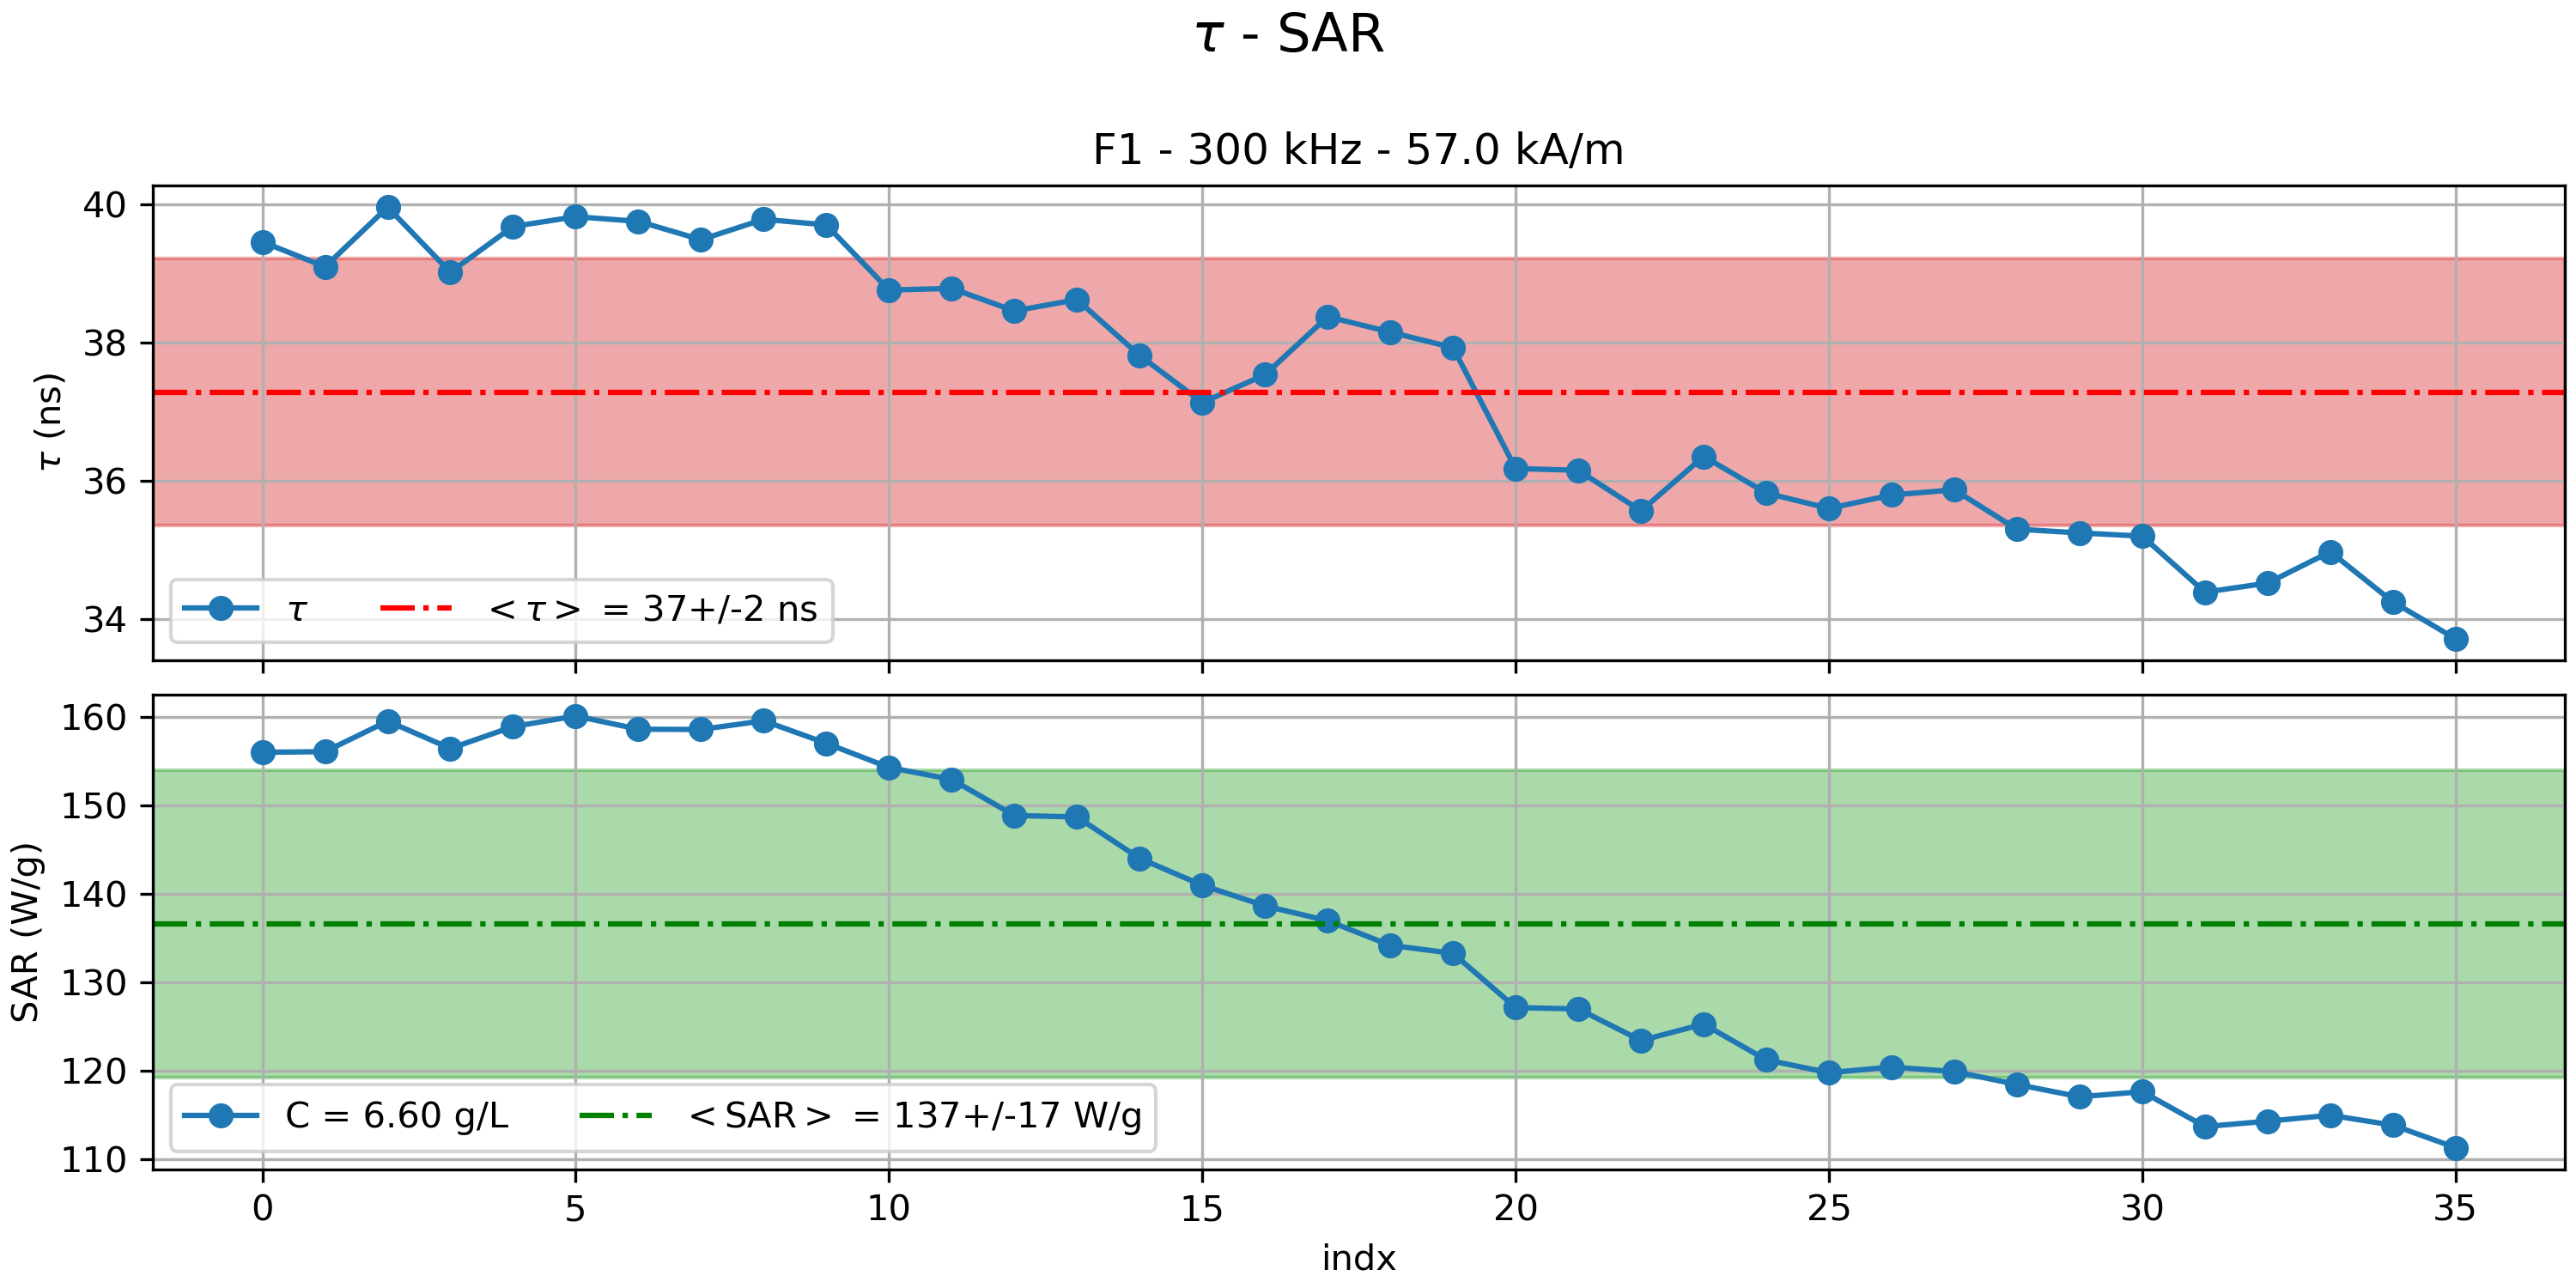 τ - SAR
F1 - 300 kHz - 57.0 kA/m
40
38
36
34
τ (ns)
τ
<τ> = 37+/-2 ns
160
150
140
130
120
110
SAR (W/g)
C = 6.60 g/L
<SAR> = 137+/-17 W/g
0 5 10 15 20 25 30 35
indx